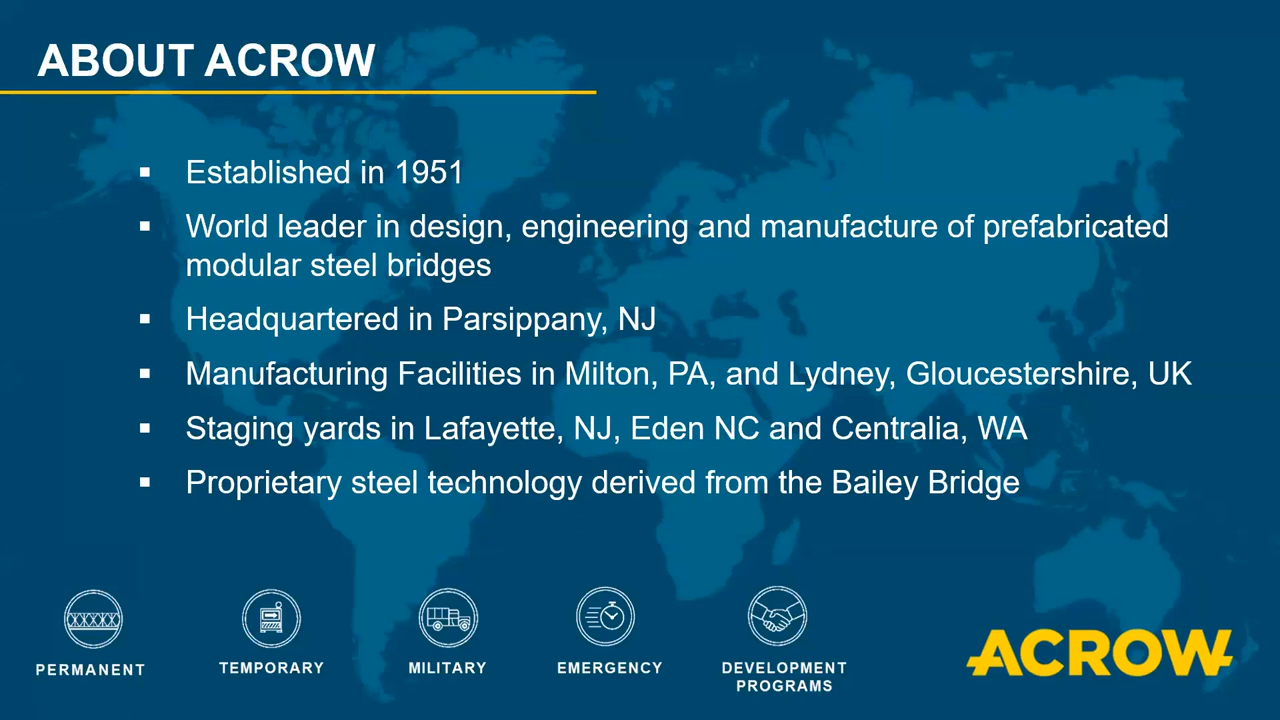 ABOUT ACROW
▪ Established in 1951
▪ World leader in design, engineering and manufacture of prefabricated
modular steel bridges
▪ Headquartered in Parsippany, NJ
▪ Manufacturing Facilities in Milton, PA, and Lydney, Gloucestershire, UK
▪ Staging yards in Lafayette, NJ, Eden NC and Centralia, WA
▪ Proprietary steel technology derived from the Bailey Bridge
PERMANENT
TEMPORARY
MILITARY
EMERGENCY
DEVELOPMENT
PROGRAMS
ACROW